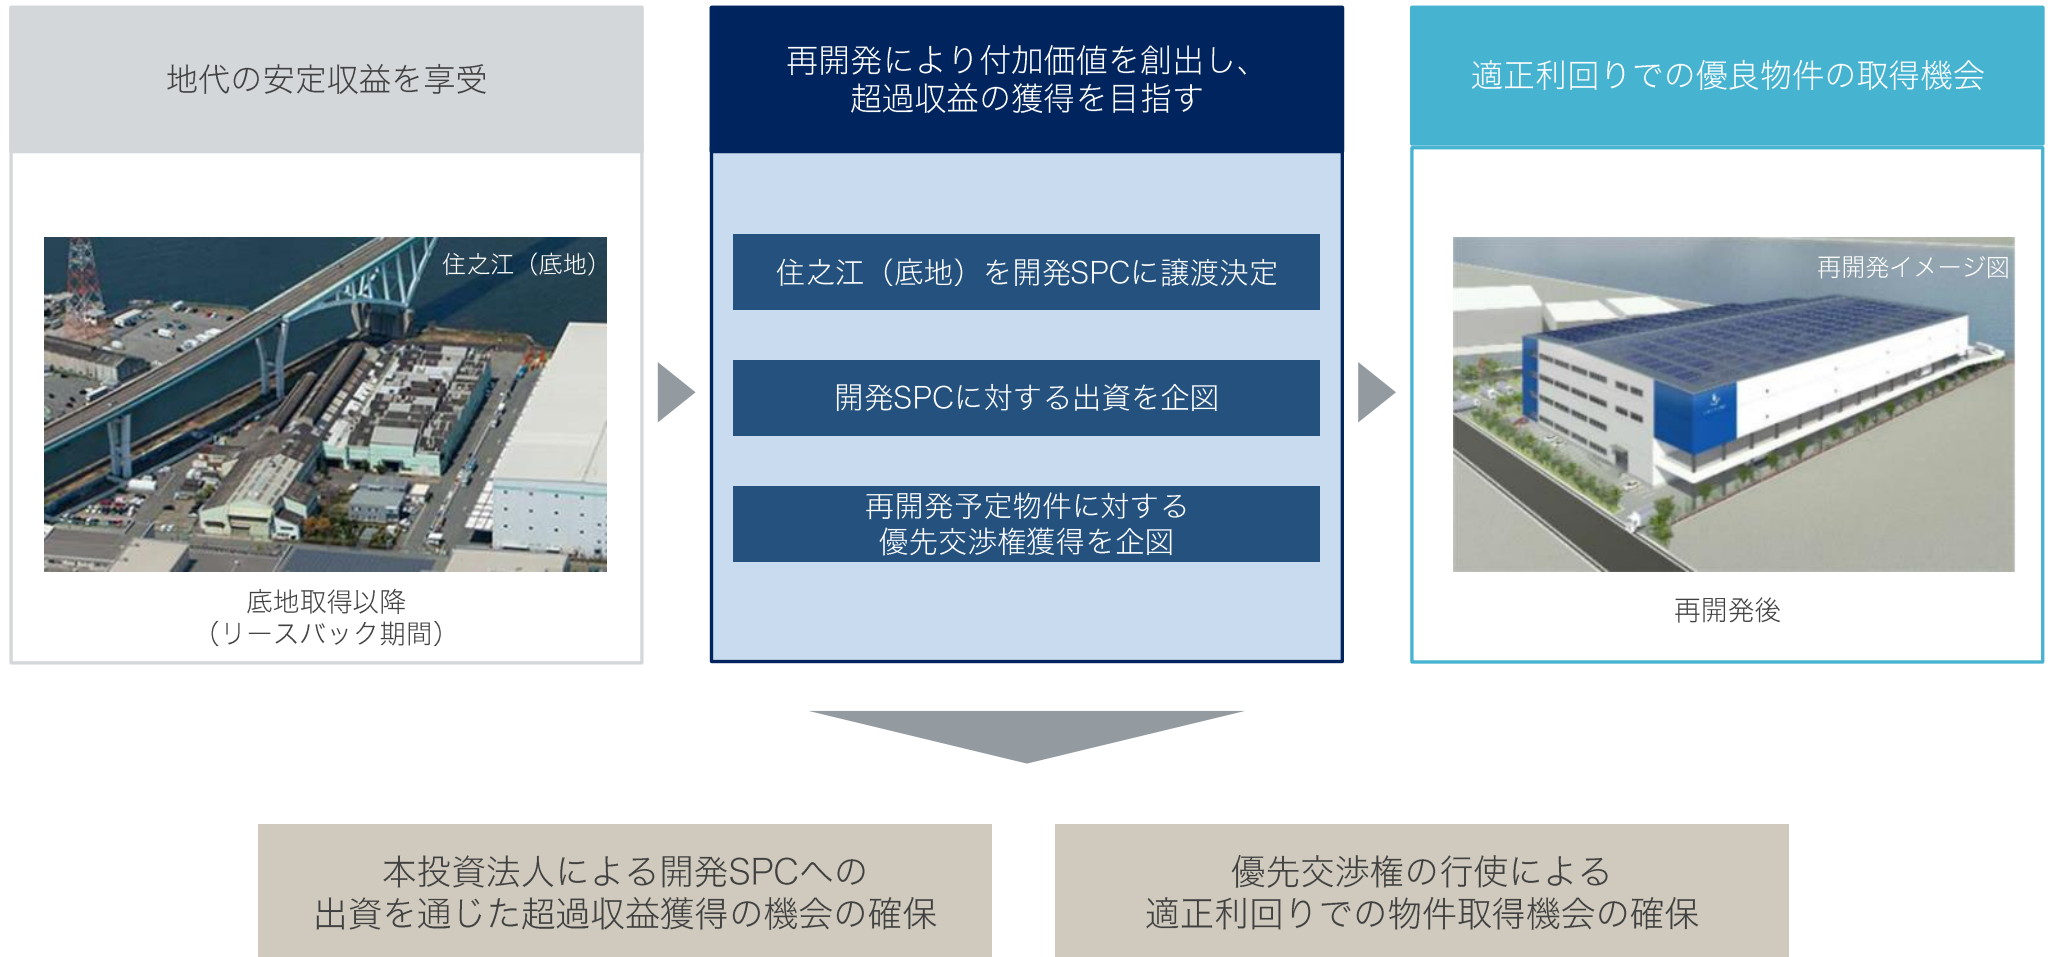 地代の安定収益を享受
住之江（底地）
底地取得以降
（リースバック期間）
再開発により付加価値を創出し、
超過収益の獲得を目指す
住之江（底地）を開発SPCに譲渡決定
開発SPCに対する出資を企図
再開発予定物件に対する
優先交渉権獲得を企図
適正利回りでの優良物件の取得機会
再開発イメージ図
再開発後
本投資法人による開発SPCへの
出資を通じた超過収益獲得の機会の確保
優先交渉権の行使による
適正利回りでの物件取得機会の確保